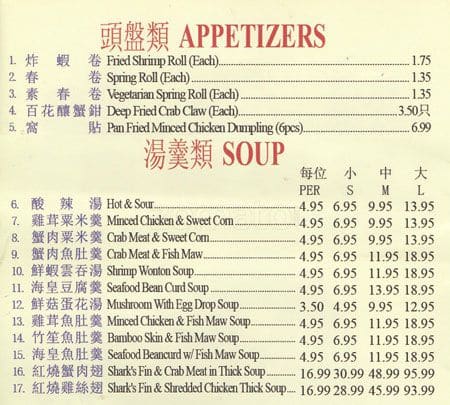 頭盤類 APPETIZERS
1. 炸蝦卷 Fried Shrimp Roll (Each) 1.75
2. 春卷 Spring Roll (Each) 1.35
3. 素春卷 Vegetarian Spring Roll (Each) 1.35
4. 百花釀蟹鉗 Deep Fried Crab Claw (Each) 3.50只
5. 窩貼 Pan Fried Minced Chicken Dumpling (6pcs) 6.99
湯羹類 SOUP
每位 小 中 大
PER S M L
6. 酸辣湯 Hot & Sour 4.95 6.95 9.95 13.95
7. 雞茸粟米羹 Minced Chicken & Sweet Corn 4.95 6.95 9.95 13.95
8. 蟹肉粟米羹 Crab Meat & Sweet Corn 4.95 6.95 9.95 13.95
9. 蟹肉魚肚羹 Crab Meat & Fish Maw 4.95 6.95 11.95 18.95
10. 鮮蝦雲吞湯 Shrimp Wonton Soup 4.95 6.95 11.95 18.95
11. 海皇豆腐羹 Seafood Bean Curd Soup 4.95 6.95 13.95 18.95
12. 鮮菇蛋花湯 Mushroom With Egg Drop Soup 3.50 4.95 9.95 12.95
13. 雞茸魚肚羹 Minced Chicken & Fish Maw Soup 4.95 6.95 11.95 18.95
14. 竹笙魚肚羹 Bamboo Skin & Fish Maw Soup 4.95 6.95 11.95 18.95
15. 海皇魚肚羹 Seafood Beancurd w/ Fish Maw Soup 4.95 6.95 11.95 18.95
16. 紅燒蟹肉翅 Shark's Fin & Crab Meat in Thick Soup 16.99 30.99 48.99 95.99
17. 紅燒雞絲翅 Shark's Fin & Shredded Chicken Thick Soup 16.99 28.99 45.99 93.99